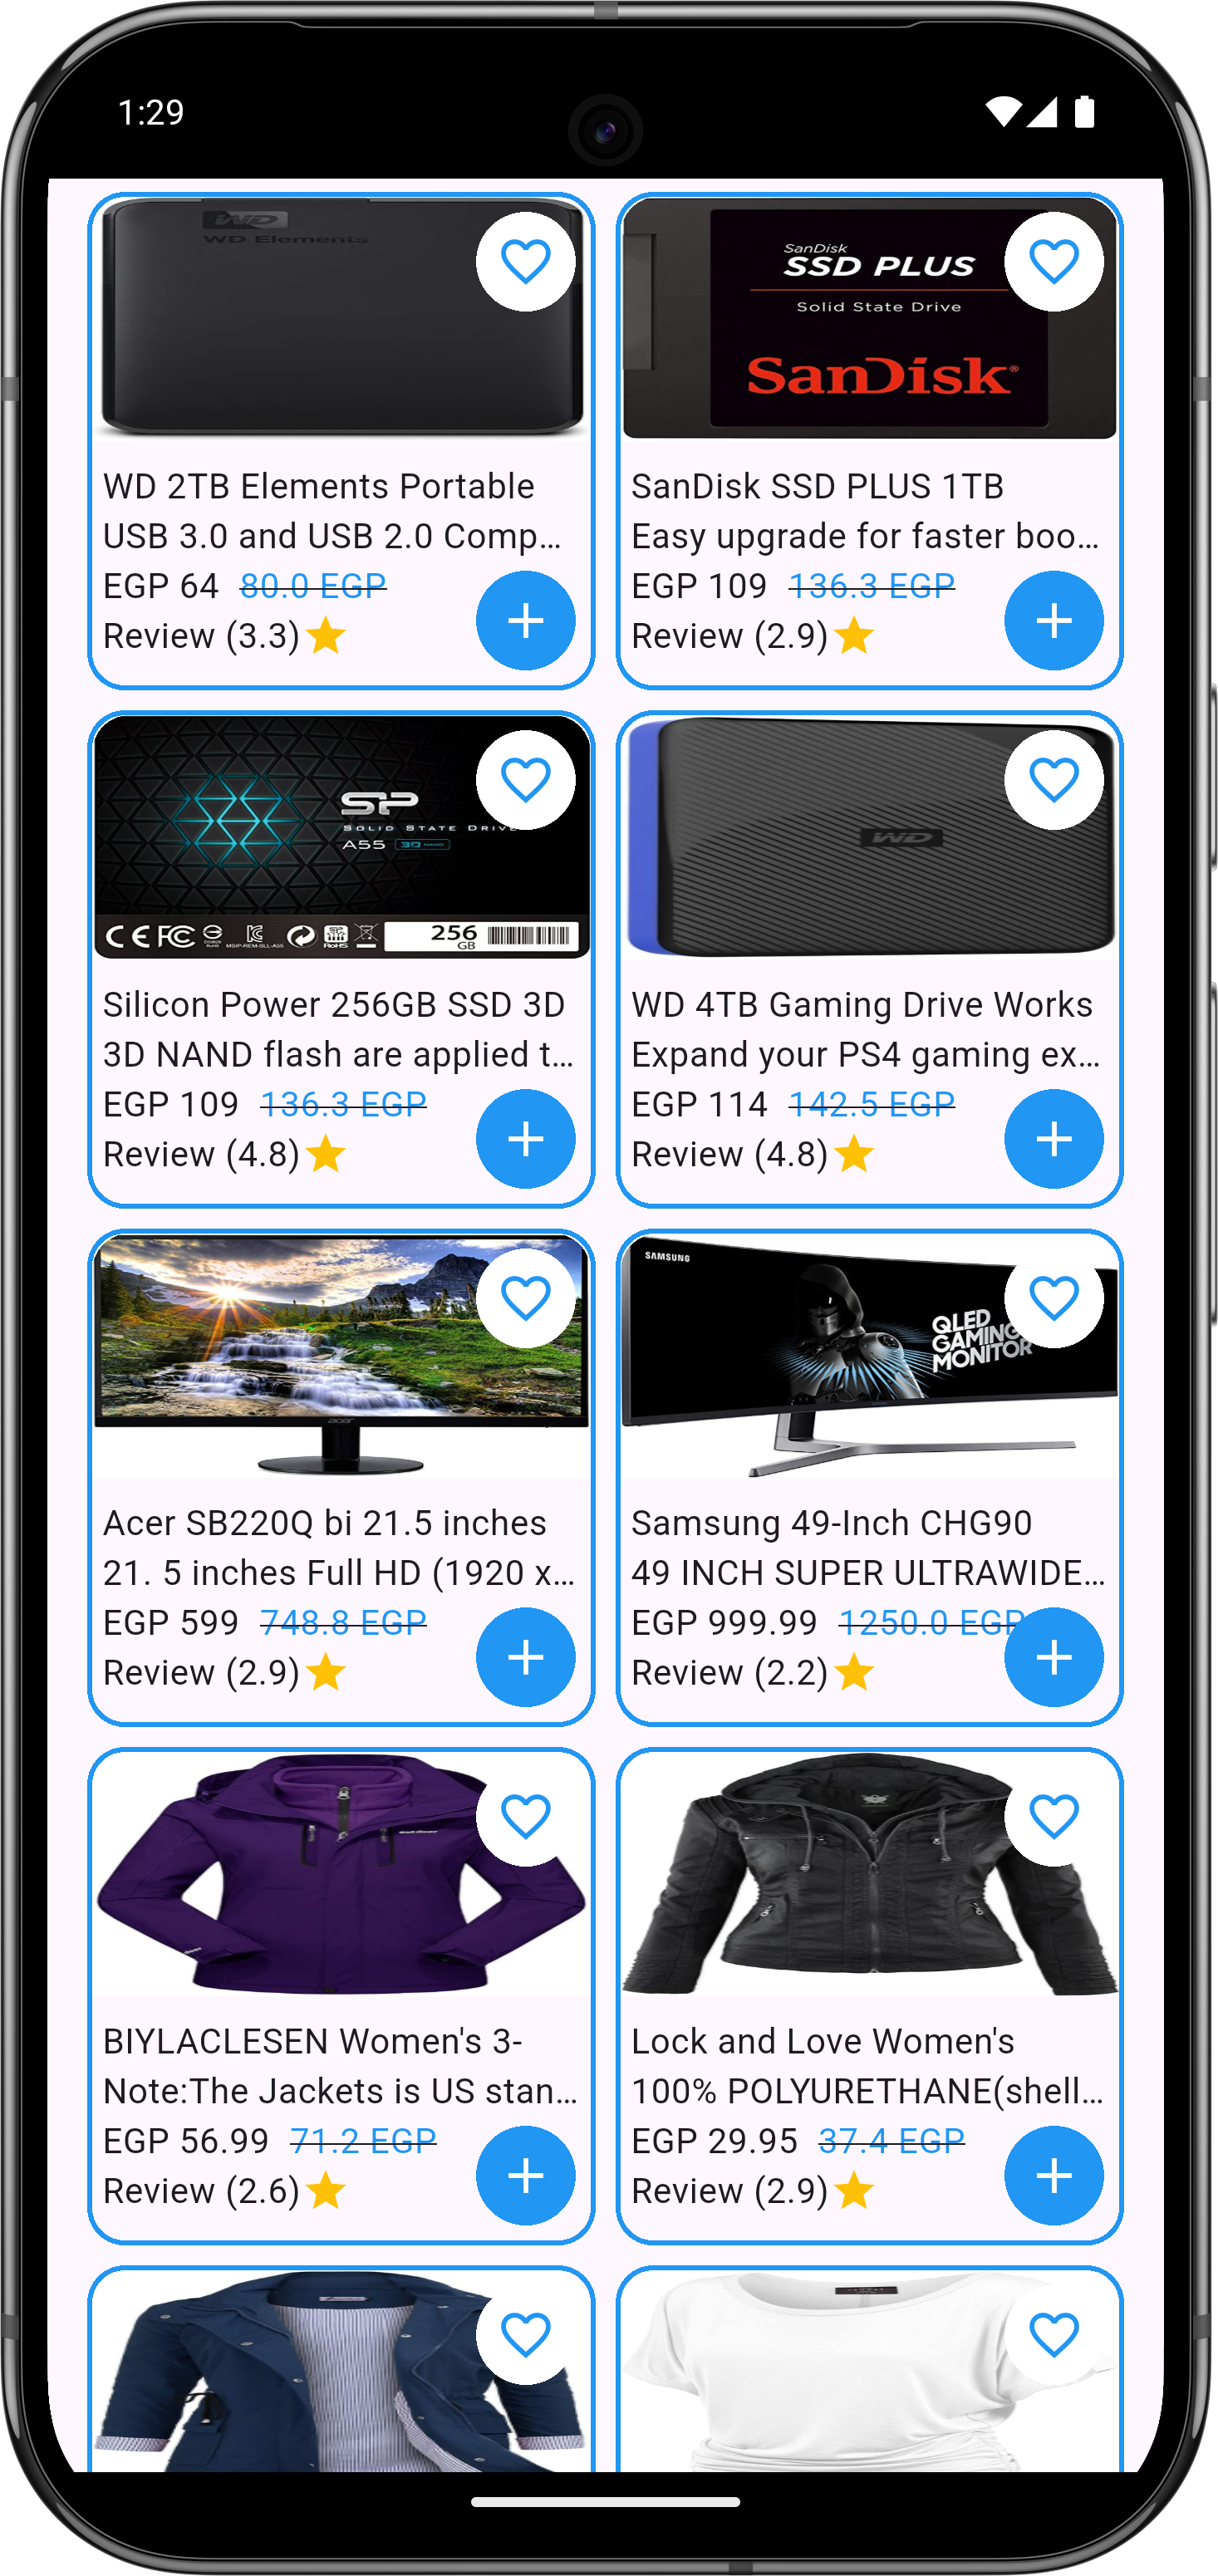 1:29
WD
WD Elements
SanDisk
SSD PLUS
Solid State Drive
SanDisk®
WD 2TB Elements Portable
USB 3.0 and USB 2.0 Comp…
EGP 64 80.0 EGP
Review (3.3)
SanDisk SSD PLUS 1TB
Easy upgrade for faster boo…
EGP 109 136.3 EGP
Review (2.9)
SP
SOLID STATE DRIVE
A55 3D NAND
CE FC
256
GB
WD
Silicon Power 256GB SSD 3D
3D NAND flash are applied t…
EGP 109 136.3 EGP
Review (4.8)
WD 4TB Gaming Drive Works
Expand your PS4 gaming ex…
EGP 114 142.5 EGP
Review (4.8)
acer
SAMSUNG
QLED
GAMING
MONITOR
Acer SB220Q bi 21.5 inches
21. 5 inches Full HD (1920 x…
EGP 599 748.8 EGP
Review (2.9)
Samsung 49-Inch CHG90
49 INCH SUPER ULTRAWIDE…
EGP 999.99 1250.0 EGP
Review (2.2)
BIYLACLESEN Women's 3-
Note:The Jackets is US stan…
EGP 56.99 71.2 EGP
Review (2.6)
Lock and Love Women's
100% POLYURETHANE(shell…
EGP 29.95 37.4 EGP
Review (2.9)